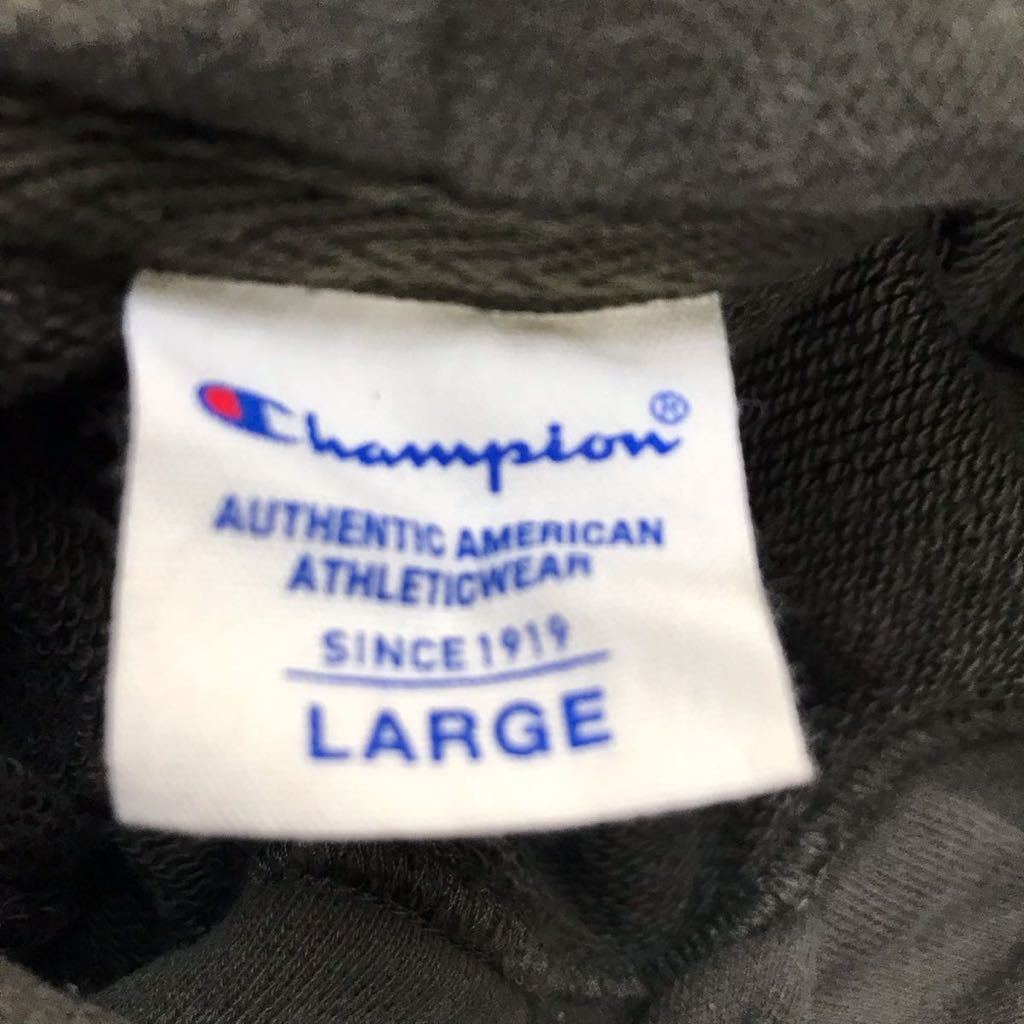 Champion®
AUTHENTIC AMERICAN
ATHLETICWEAR
SINCE 1919
LARGE